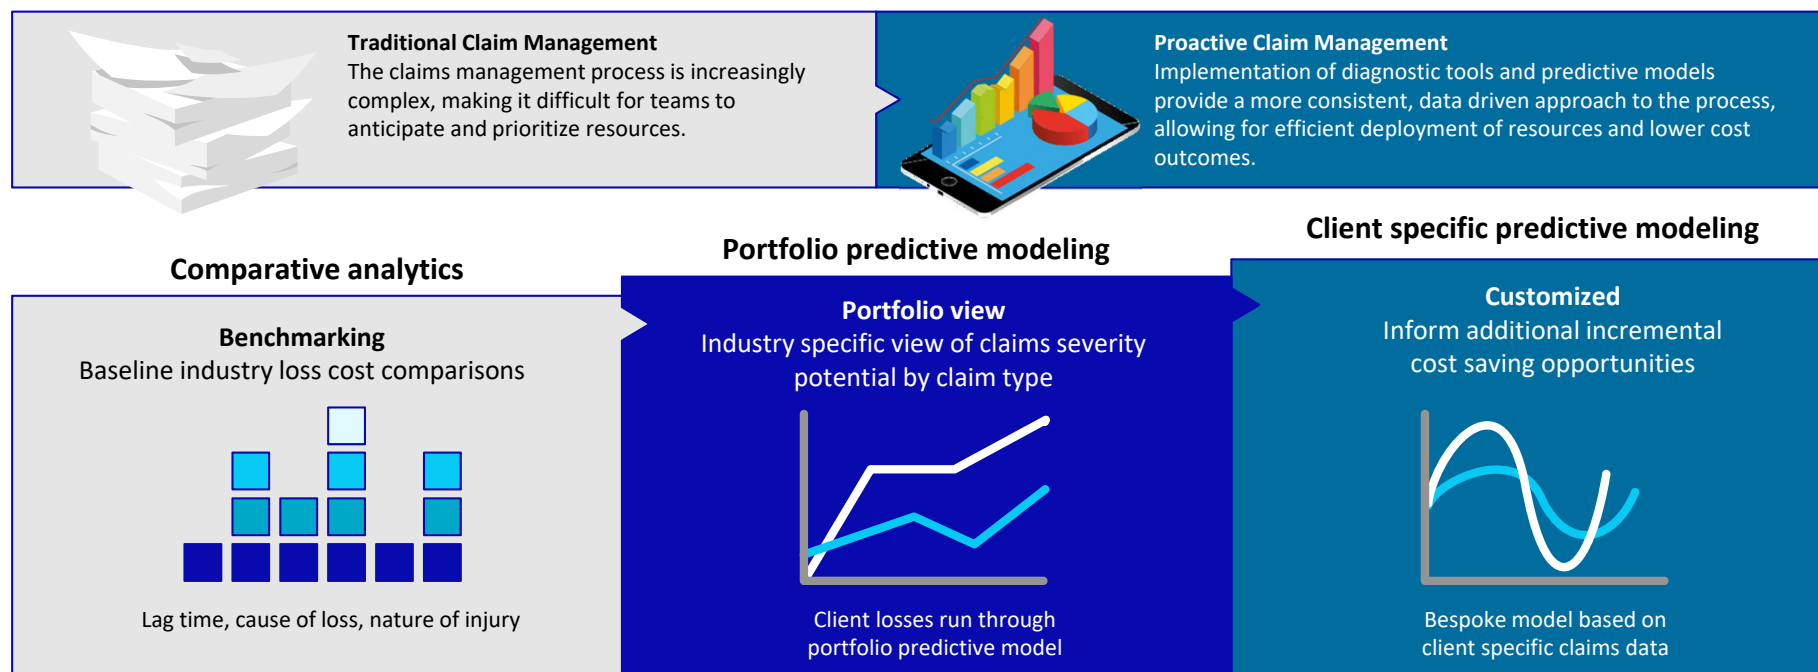 Traditional Claim Management
The claims management process is increasingly
complex, making it difficult for teams to
anticipate and prioritize resources.
Proactive Claim Management
Implementation of diagnostic tools and predictive models
provide a more consistent, data driven approach to the process,
allowing for efficient deployment of resources and lower cost
outcomes.
Comparative analytics
Benchmarking
Baseline industry loss cost comparisons
Lag time, cause of loss, nature of injury
Portfolio predictive modeling
Portfolio view
Industry specific view of claims severity
potential by claim type
Client losses run through
portfolio predictive model
Client specific predictive modeling
Customized
Inform additional incremental
cost saving opportunities
Bespoke model based on
client specific claims data